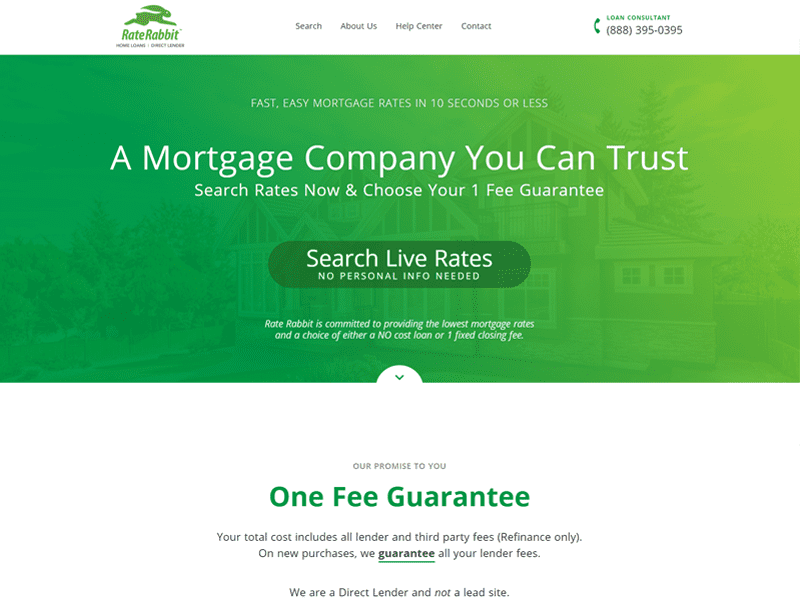 RateRabbit
HOME LOANS | DIRECT LENDER
Search About Us Help Center Contact
LOAN CONSULTANT
(888) 395-0395
FAST, EASY MORTGAGE RATES IN 10 SECONDS OR LESS
A Mortgage Company You Can Trust
Search Rates Now & Choose Your 1 Fee Guarantee
Search Live Rates
NO PERSONAL INFO NEEDED
Rate Rabbit is committed to providing the lowest mortgage rates
and a choice of either a NO cost loan or 1 fixed closing fee.
OUR PROMISE TO YOU
One Fee Guarantee
Your total cost includes all lender and third party fees (Refinance only).
On new purchases, we guarantee all your lender fees.
We are a Direct Lender and not a lead site.